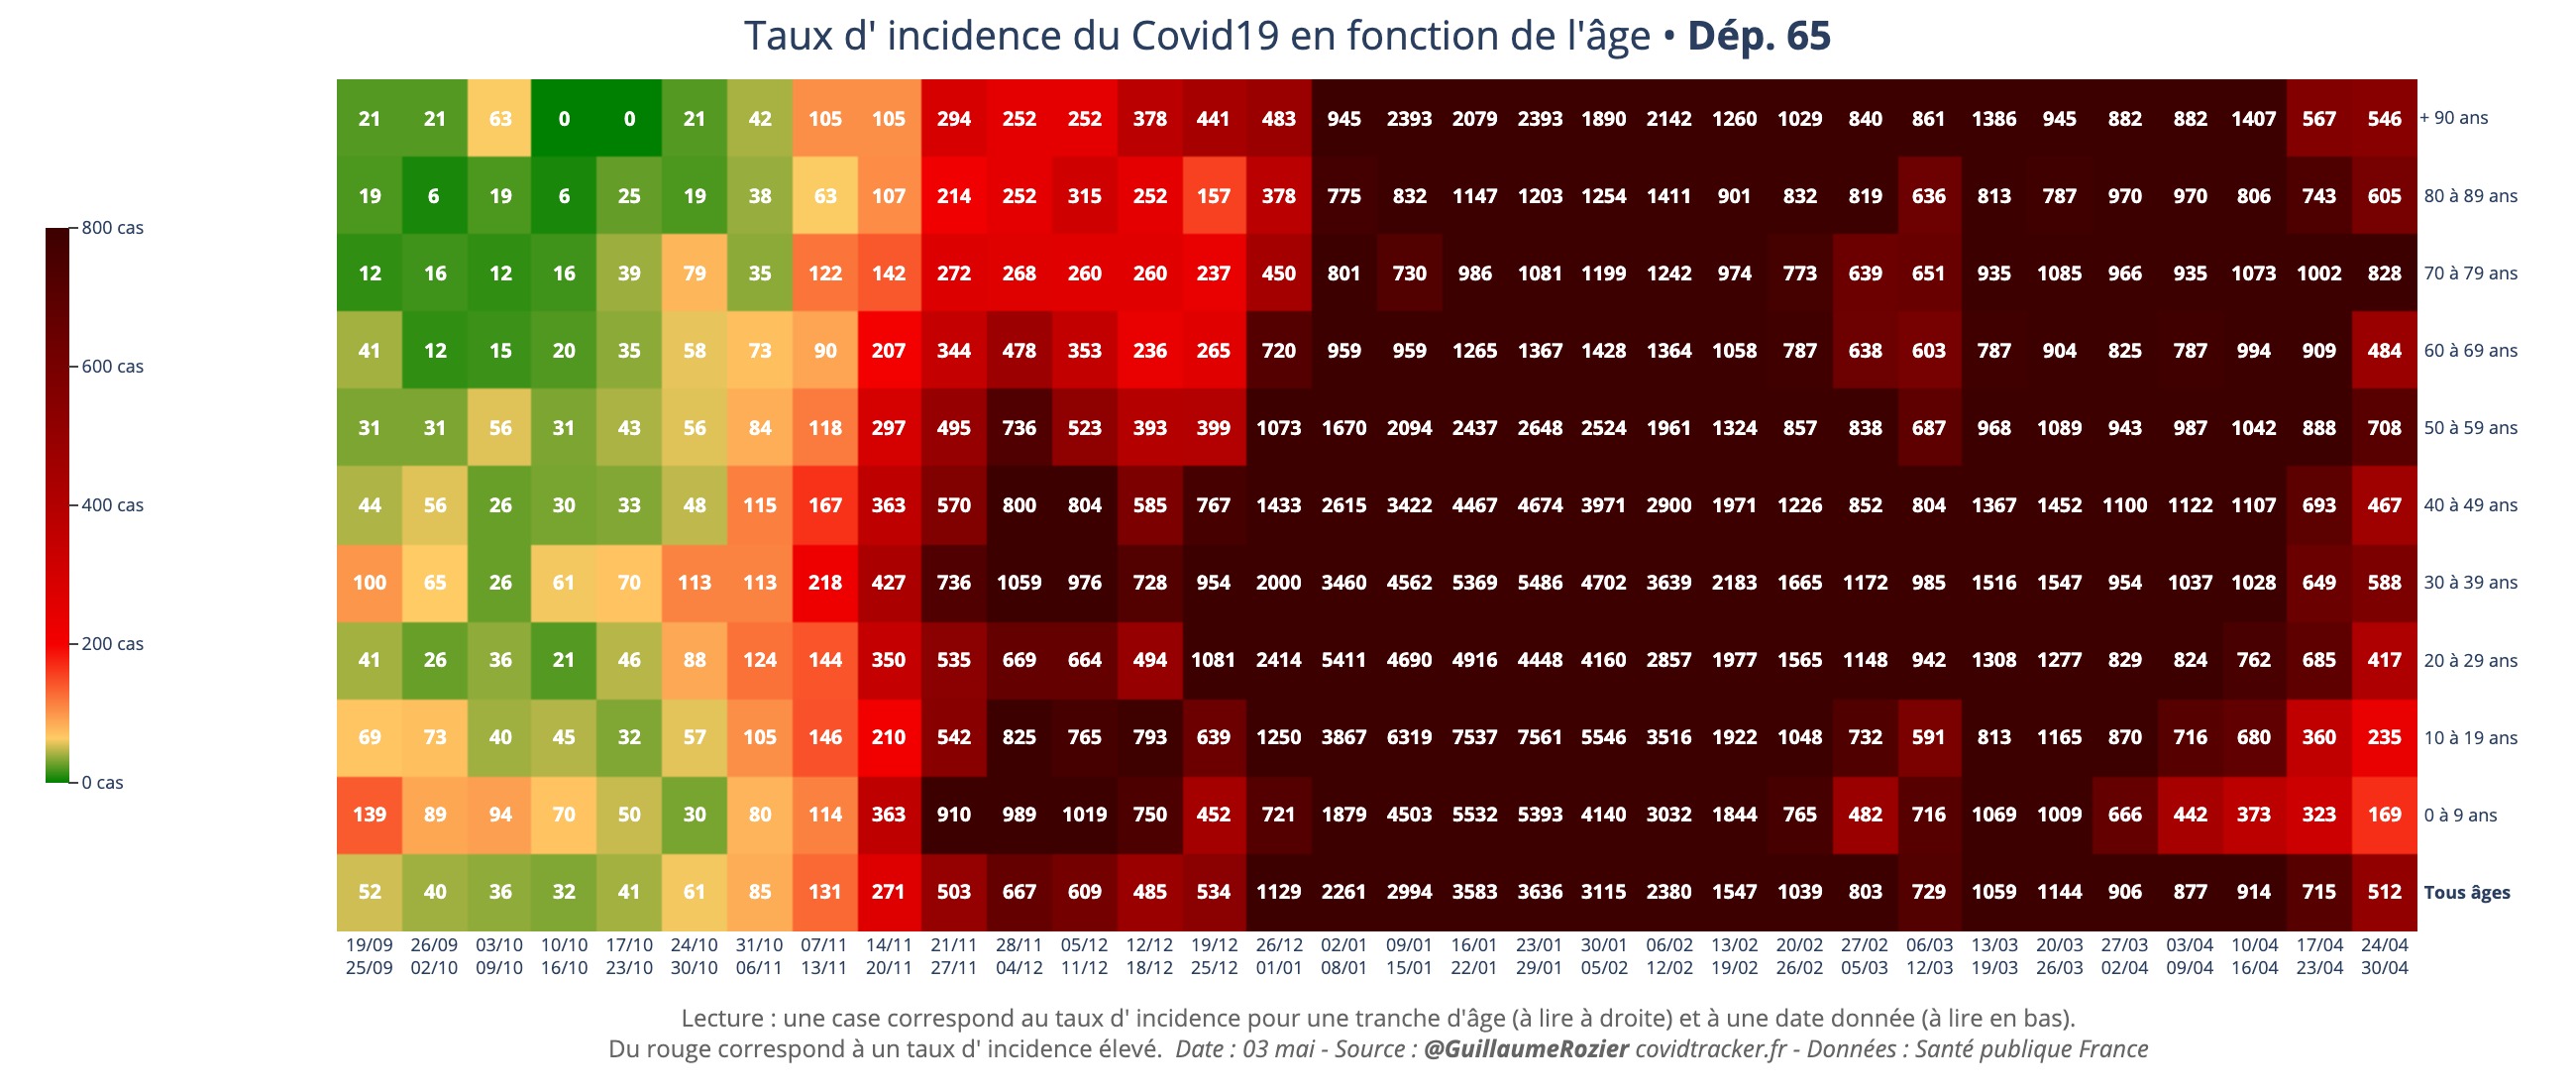 Taux d' incidence du Covid19 en fonction de l'âge • Dép. 65
800 cas
600 cas
400 cas
200 cas
0 cas
21 21 63 0 0 21 42 105 105 294 252 252 378 441 483 945 2393 2079 2393 1890 2142 1260 1029 840 861 1386 945 882 882 1407 567 546 + 90 ans
19 6 19 6 25 19 38 63 107 214 252 315 252 157 378 775 832 1147 1203 1254 1411 901 832 819 636 813 787 970 970 806 743 605 80 à 89 ans
12 16 12 16 39 79 35 122 142 272 268 260 260 237 450 801 730 986 1081 1199 1242 974 773 639 651 935 1085 966 935 1073 1002 828 70 à 79 ans
41 12 15 20 35 58 73 90 207 344 478 353 236 265 720 959 959 1265 1367 1428 1364 1058 787 638 603 787 904 825 787 994 909 484 60 à 69 ans
31 31 56 31 43 56 84 118 297 495 736 523 393 399 1073 1670 2094 2437 2648 2524 1961 1324 857 838 687 968 1089 943 987 1042 888 708 50 à 59 ans
44 56 26 30 33 48 115 167 363 570 800 804 585 767 1433 2615 3422 4467 4674 3971 2900 1971 1226 852 804 1367 1452 1100 1122 1107 693 467 40 à 49 ans
100 65 26 61 70 113 113 218 427 736 1059 976 728 954 2000 3460 4562 5369 5486 4702 3639 2183 1665 1172 985 1516 1547 954 1037 1028 649 588 30 à 39 ans
41 26 36 21 46 88 124 144 350 535 669 664 494 1081 2414 5411 4690 4916 4448 4160 2857 1977 1565 1148 942 1308 1277 829 824 762 685 417 20 à 29 ans
69 73 40 45 32 57 105 146 210 542 825 765 793 639 1250 3867 6319 7537 7561 5546 3516 1922 1048 732 591 813 1165 870 716 680 360 235 10 à 19 ans
139 89 94 70 50 30 80 114 363 910 989 1019 750 452 721 1879 4503 5532 5393 4140 3032 1844 765 482 716 1069 1009 666 442 373 323 169 0 à 9 ans
52 40 36 32 41 61 85 131 271 503 667 609 485 534 1129 2261 2994 3583 3636 3115 2380 1547 1039 803 729 1059 1144 906 877 914 715 512 Tous âges
19/09 26/09 03/10 10/10 17/10 24/10 31/10 07/11 14/11 21/11 28/11 05/12 12/12 19/12 26/12 02/01 09/01 16/01 23/01 30/01 06/02 13/02 20/02 27/02 06/03 13/03 20/03 27/03 03/04 10/04 17/04 24/04
25/09 02/10 09/10 16/10 23/10 30/10 06/11 13/11 20/11 27/11 04/12 11/12 18/12 25/12 01/01 08/01 15/01 22/01 29/01 05/02 12/02 19/02 26/02 05/03 12/03 19/03 26/03 02/04 09/04 16/04 23/04 30/04
Lecture : une case correspond au taux d' incidence pour une tranche d'âge (à lire à droite) et à une date donnée (à lire en bas).
Du rouge correspond à un taux d' incidence élevé. Date : 03 mai - Source : @GuillaumeRozier covidtracker.fr - Données : Santé publique France